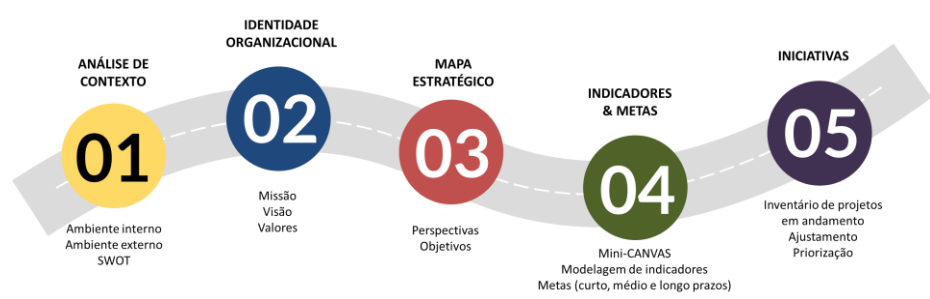 ANÁLISE DE
CONTEXTO
01
Ambiente interno
Ambiente externo
SWOT
IDENTIDADE
ORGANIZACIONAL
02
Missão
Visão
Valores
MAPA
ESTRATÉGICO
03
Perspectivas
Objetivos
INDICADORES
& METAS
04
Mini-CANVAS
Modelagem de indicadores
Metas (curto, médio e longo prazos)
INICIATIVAS
05
Inventário de projetos
em andamento
Ajustamento
Priorização